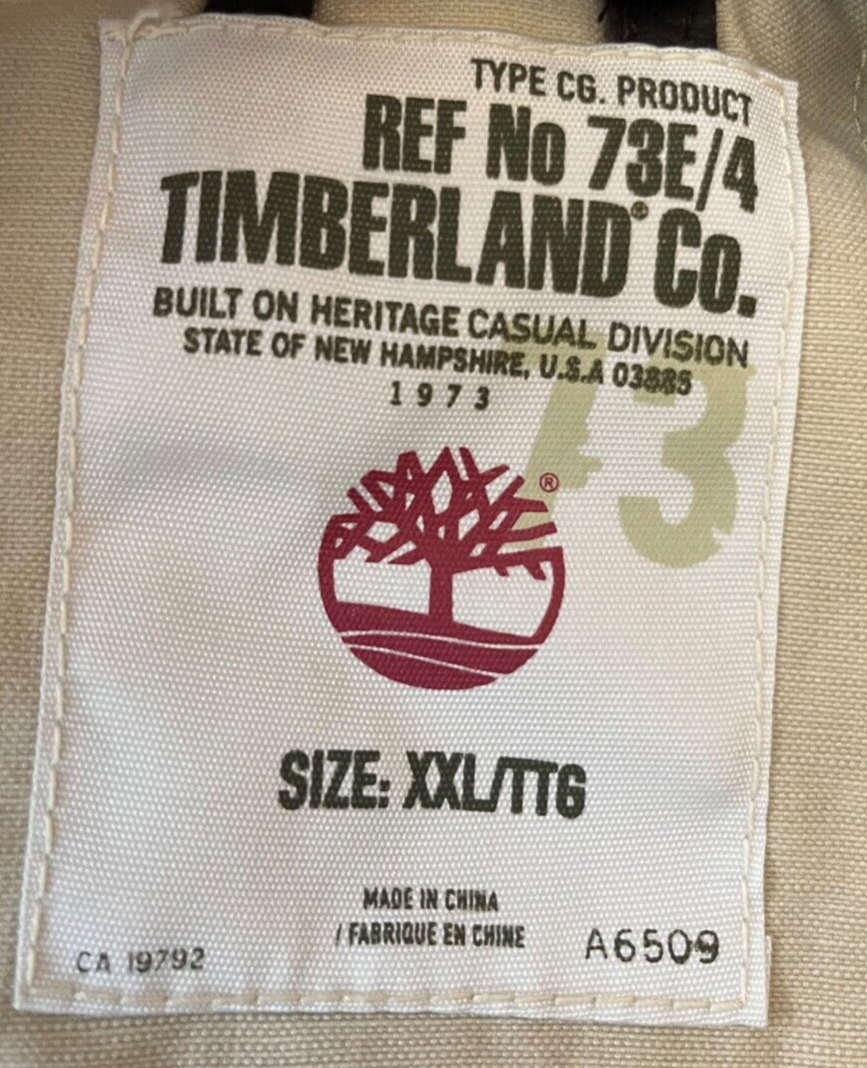 TYPE CG. PRODUCT
REF No 73E/4
TIMBERLAND® Co.
BUILT ON HERITAGE CASUAL DIVISION
STATE OF NEW HAMPSHIRE, U.S.A 03885
1973
73
®
SIZE: XXL/TTG
MADE IN CHINA
/ FABRIQUE EN CHINE
CA 19792
A6509